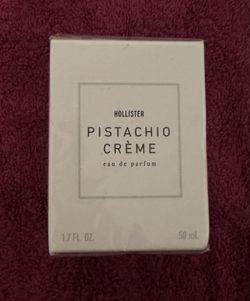 HOLLISTER
PISTACHIO
CRÈME
eau de parfum
1.7 FL. OZ. 50 mL